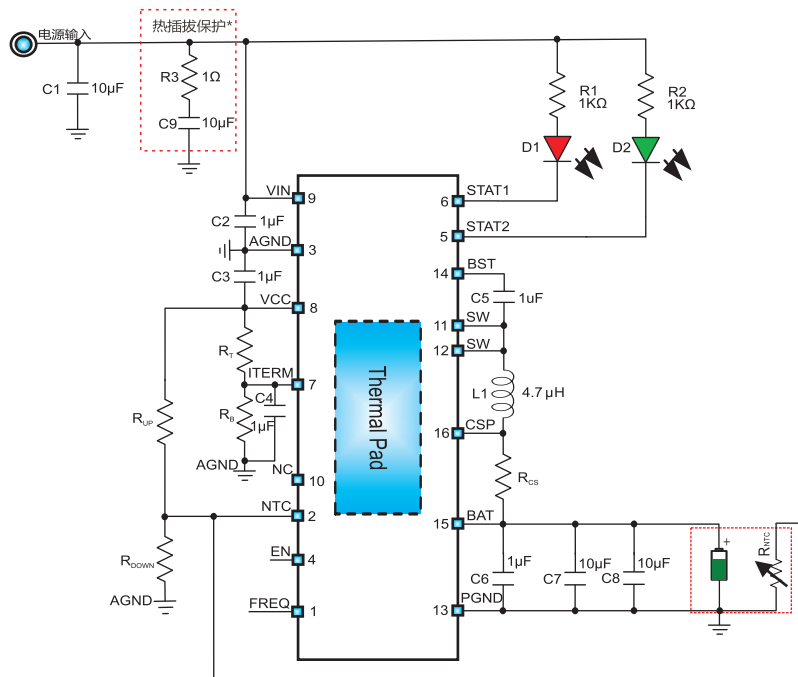 电源输入
热插拔保护*
R3
1Ω
C1
10μF
C9
10μF
R1
1KΩ
R2
1KΩ
D1
D2
VIN
9
STAT1
6
C2
1μF
STAT2
5
AGND
3
C3
1μF
BST
14
C5
1uF
VCC
8
SW
11
SW
12
RT
ITERM
7
L1
4.7 μH
C4
RB
1μF
CSP
16
RUP
AGND
NC
10
RCS
NTC
2
BAT
15
Thermal Pad
RDOWN
EN
4
1μF
C6
10μF
C7
10μF
C8
+
RNTC
AGND
FREQ
1
PGND
13